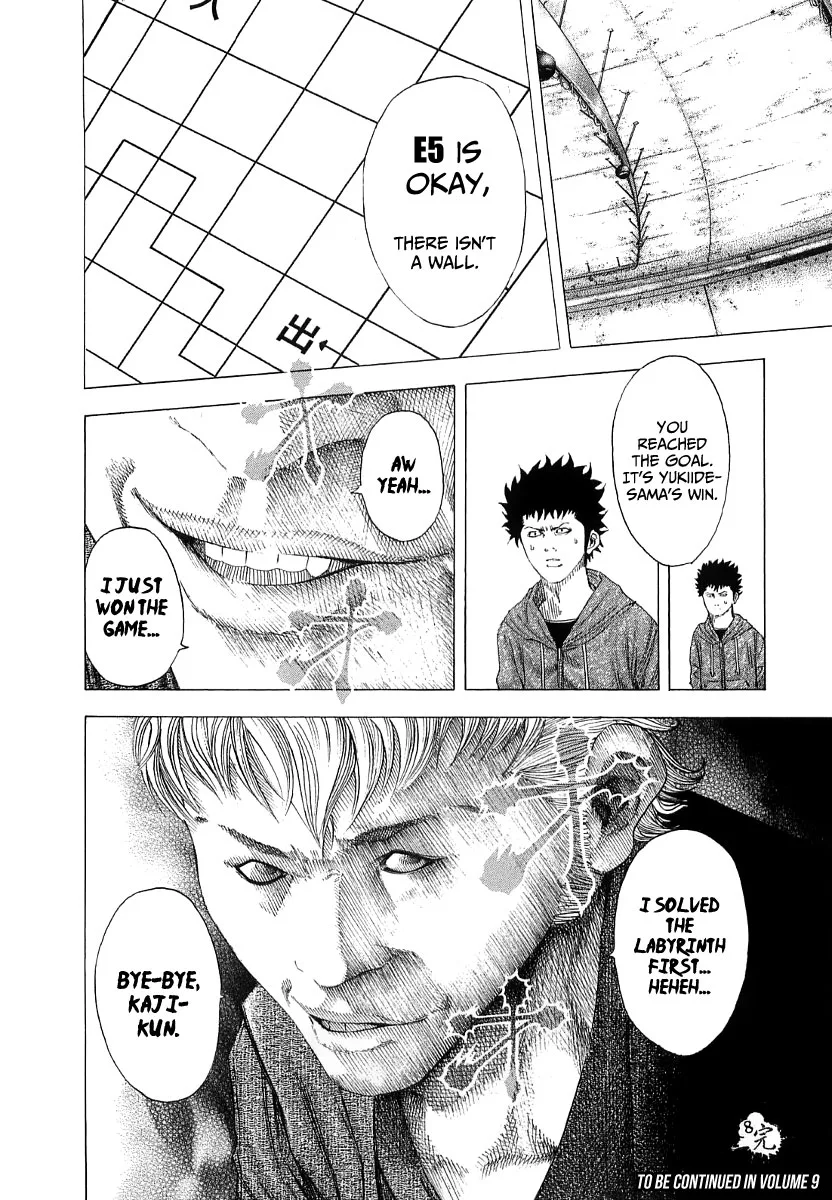 入
E5 IS
OKAY,
THERE ISN'T
A WALL.
出←
YOU
REACHED
THE GOAL.
IT'S YUKIIDE-
SAMA'S WIN.
AW
YEAH...
I JUST
WON THE
GAME...
I SOLVED
THE
LABYRINTH
FIRST...
HEHEH...
BYE-BYE,
KAJI-
KUN.
8完
TO BE CONTINUED IN VOLUME 9